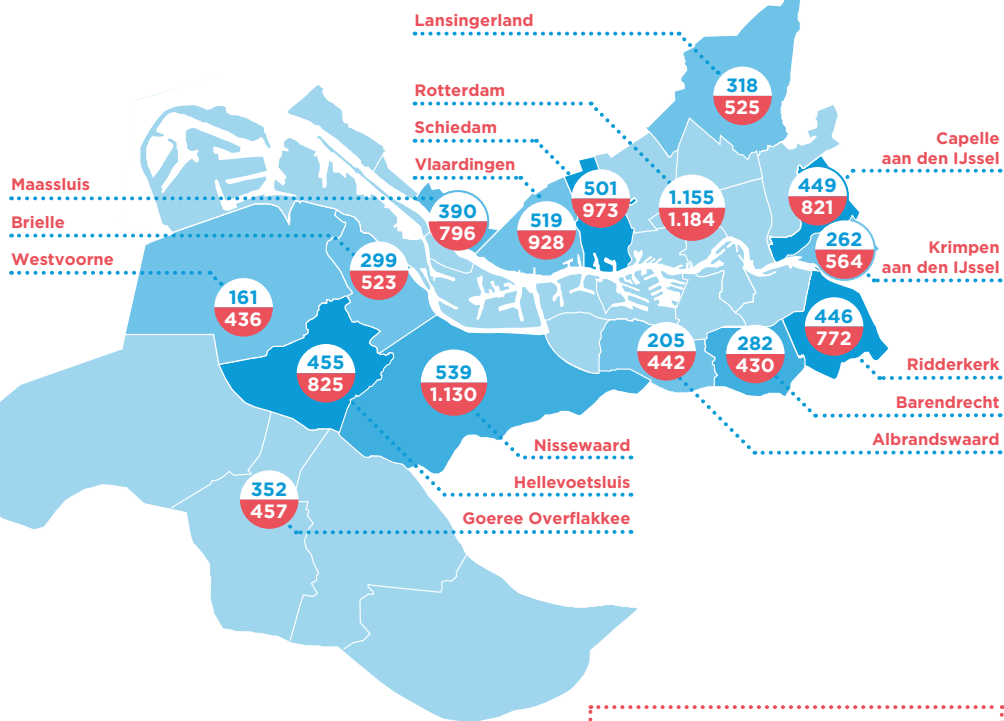 Lansingerland
318
525
Rotterdam
Schiedam
Vlaardingen
Capelle
aan den IJssel
Maassluis
Brielle
Westvoorne
390
796
519
928
501
973
1.155
1.184
449
821
262
564
Krimpen
aan den IJssel
299
523
161
436
446
772
455
825
539
1.130
205
442
282
430
Ridderkerk
Barendrecht
Albrandswaard
Nissewaard
Hellevoetsluis
Goeree Overflakkee
352
457